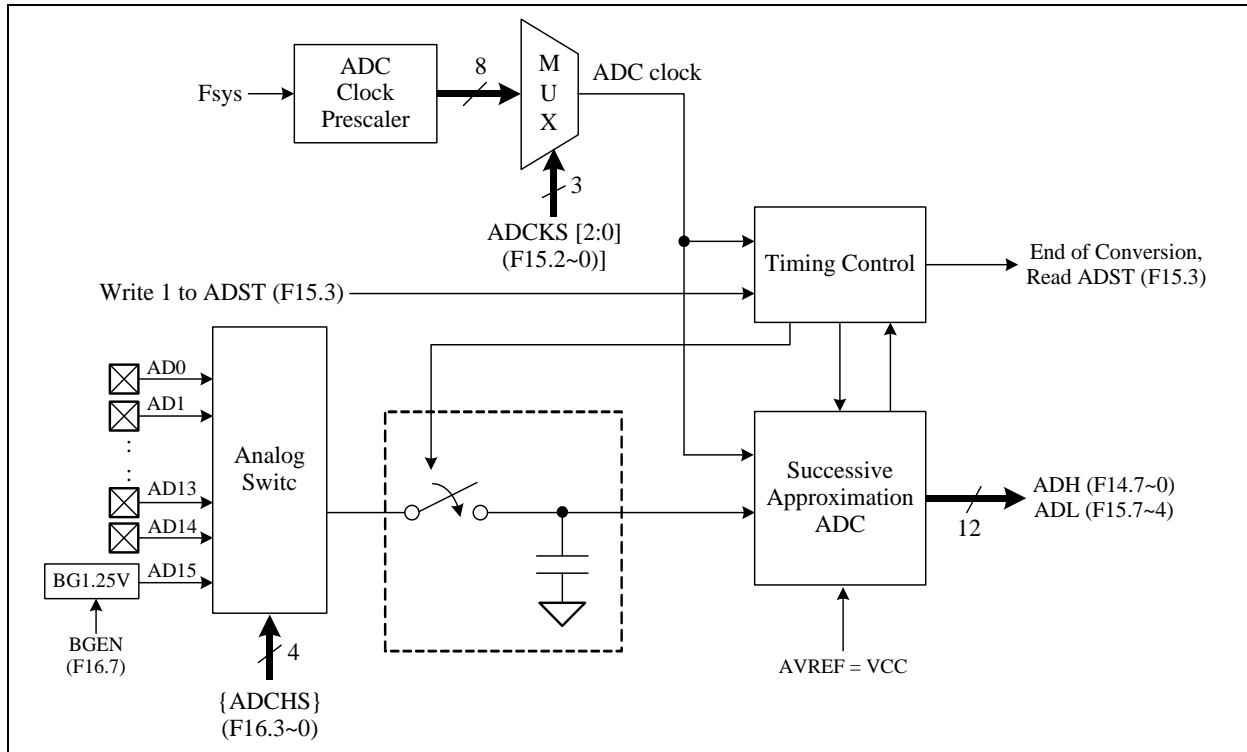 ADC
Clock
Prescaler
Fsys
8
M
U
X
ADC clock
3
ADCKS [2:0]
(F15.2~0)]
Timing Control
End of Conversion,
Read ADST (F15.3)
Write 1 to ADST (F15.3)
AD0
AD1
AD13
AD14
BG1.25V
AD15
BGEN
(F16.7)
Analog
Switc
4
{ADCHS}
(F16.3~0)
Successive
Approximation
ADC
12
ADH (F14.7~0)
ADL (F15.7~4)
AVREF = VCC